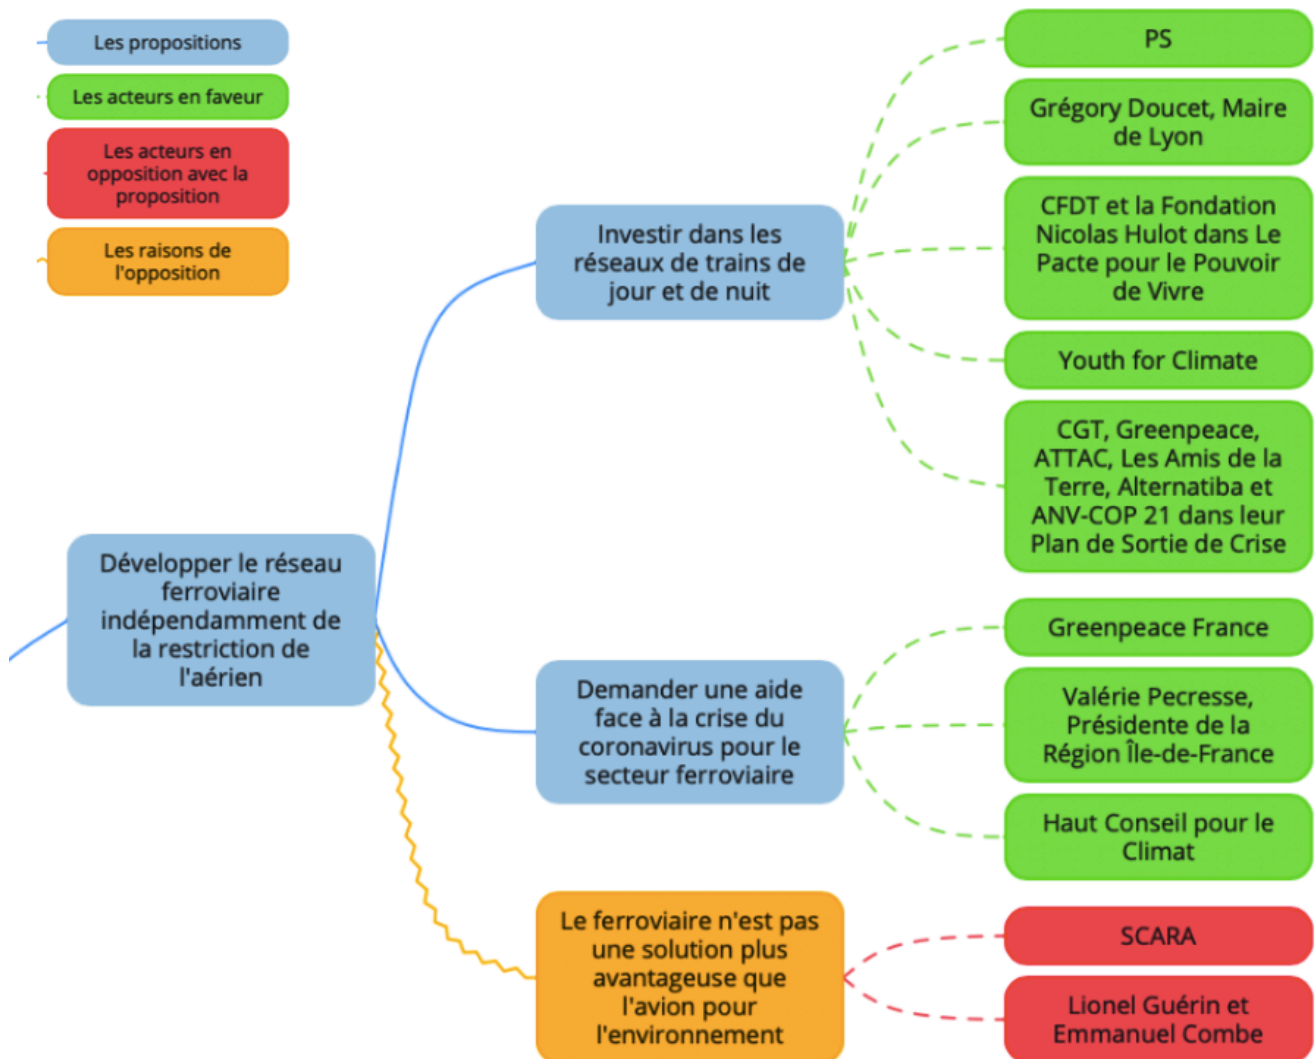 Les propositions
Les acteurs en faveur
Les acteurs en
opposition avec la
proposition
Les raisons de
l'opposition
Développer le réseau
ferroviaire
indépendamment de
la restriction de
l'aérien
Investir dans les
réseaux de trains de
jour et de nuit
PS
Grégory Doucet, Maire
de Lyon
CFDT et la Fondation
Nicolas Hulot dans Le
Pacte pour le Pouvoir
de Vivre
Youth for Climate
CGT, Greenpeace,
ATTAC, Les Amis de la
Terre, Alternatiba et
ANV-COP 21 dans leur
Plan de Sortie de Crise
Demander une aide
face à la crise du
coronavirus pour le
secteur ferroviaire
Greenpeace France
Valérie Pecresse,
Présidente de la
Région Île-de-France
Haut Conseil pour le
Climat
Le ferroviaire n'est pas
une solution plus
avantageuse que
l'avion pour
l'environnement
SCARA
Lionel Guérin et
Emmanuel Combe